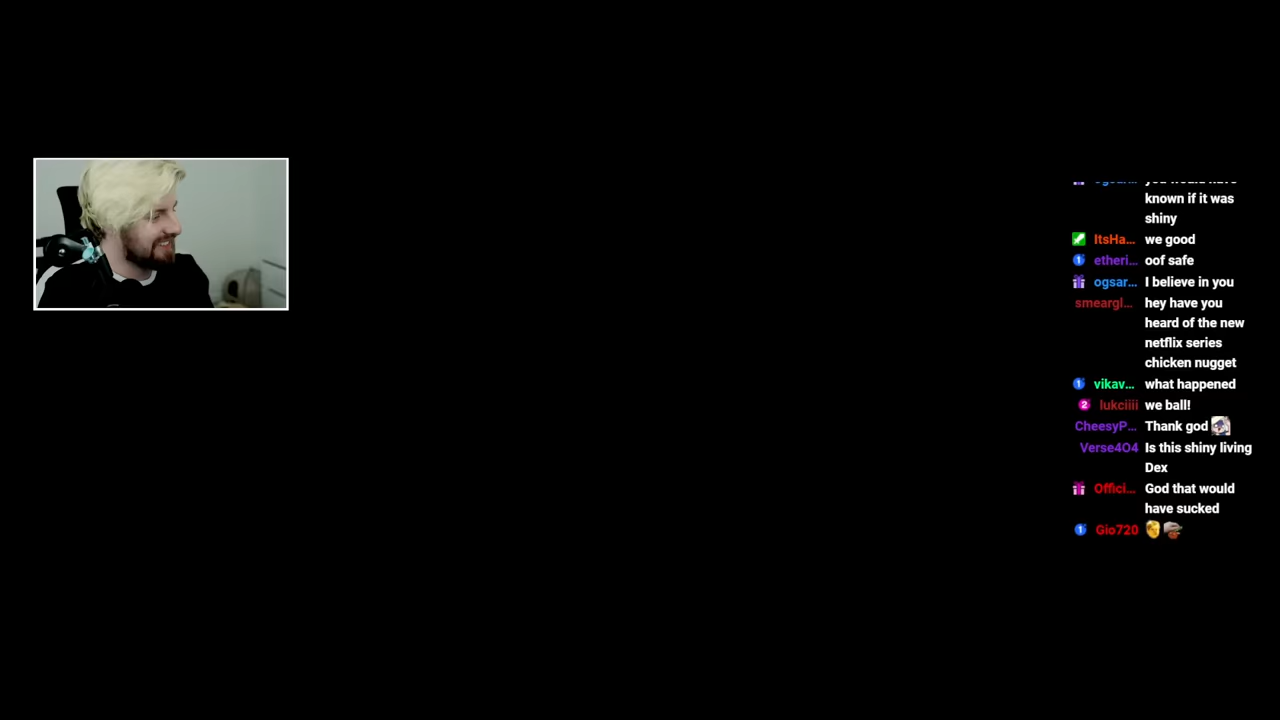 known if it was
shiny
ItsHa... we good
etheri... oof safe
ogsar... I believe in you
smeargl... hey have you
heard of the new
netflix series
chicken nugget
vikav... what happened
lukciiii we ball!
CheesyP... Thank god
Verse404 Is this shiny living
Dex
Offici... God that would
have sucked
Gio720